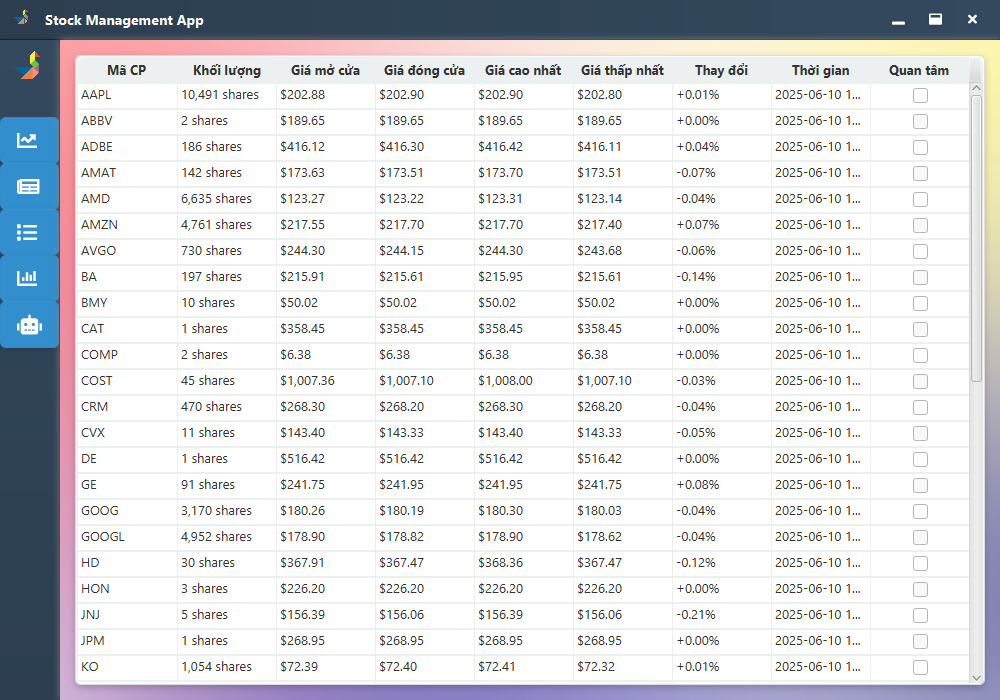 Stock Management App
Mã CP Khối lượng Giá mở cửa Giá đóng cửa Giá cao nhất Giá thấp nhất Thay đổi Thời gian Quan tâm
AAPL 10,491 shares $202.88 $202.90 $202.90 $202.80 +0.01% 2025-06-10 1...
ABBV 2 shares $189.65 $189.65 $189.65 $189.65 +0.00% 2025-06-10 1...
ADBE 186 shares $416.12 $416.30 $416.42 $416.11 +0.04% 2025-06-10 1...
AMAT 142 shares $173.63 $173.51 $173.70 $173.51 -0.07% 2025-06-10 1...
AMD 6,635 shares $123.27 $123.22 $123.31 $123.14 -0.04% 2025-06-10 1...
AMZN 4,761 shares $217.55 $217.70 $217.70 $217.40 +0.07% 2025-06-10 1...
AVGO 730 shares $244.30 $244.15 $244.30 $243.68 -0.06% 2025-06-10 1...
BA 197 shares $215.91 $215.61 $215.95 $215.61 -0.14% 2025-06-10 1...
BMY 10 shares $50.02 $50.02 $50.02 $50.02 +0.00% 2025-06-10 1...
CAT 1 shares $358.45 $358.45 $358.45 $358.45 +0.00% 2025-06-10 1...
COMP 2 shares $6.38 $6.38 $6.38 $6.38 +0.00% 2025-06-10 1...
COST 45 shares $1,007.36 $1,007.10 $1,008.00 $1,007.10 -0.03% 2025-06-10 1...
CRM 470 shares $268.30 $268.20 $268.30 $268.20 -0.04% 2025-06-10 1...
CVX 11 shares $143.40 $143.33 $143.40 $143.33 -0.05% 2025-06-10 1...
DE 1 shares $516.42 $516.42 $516.42 $516.42 +0.00% 2025-06-10 1...
GE 91 shares $241.75 $241.95 $241.95 $241.75 +0.08% 2025-06-10 1...
GOOG 3,170 shares $180.26 $180.19 $180.30 $180.03 -0.04% 2025-06-10 1...
GOOGL 4,952 shares $178.90 $178.82 $178.90 $178.62 -0.04% 2025-06-10 1...
HD 30 shares $367.91 $367.47 $368.36 $367.47 -0.12% 2025-06-10 1...
HON 3 shares $226.20 $226.20 $226.20 $226.20 +0.00% 2025-06-10 1...
JNJ 5 shares $156.39 $156.06 $156.39 $156.06 -0.21% 2025-06-10 1...
JPM 1 shares $268.95 $268.95 $268.95 $268.95 +0.00% 2025-06-10 1...
KO 1,054 shares $72.39 $72.40 $72.41 $72.32 +0.01% 2025-06-10 1...